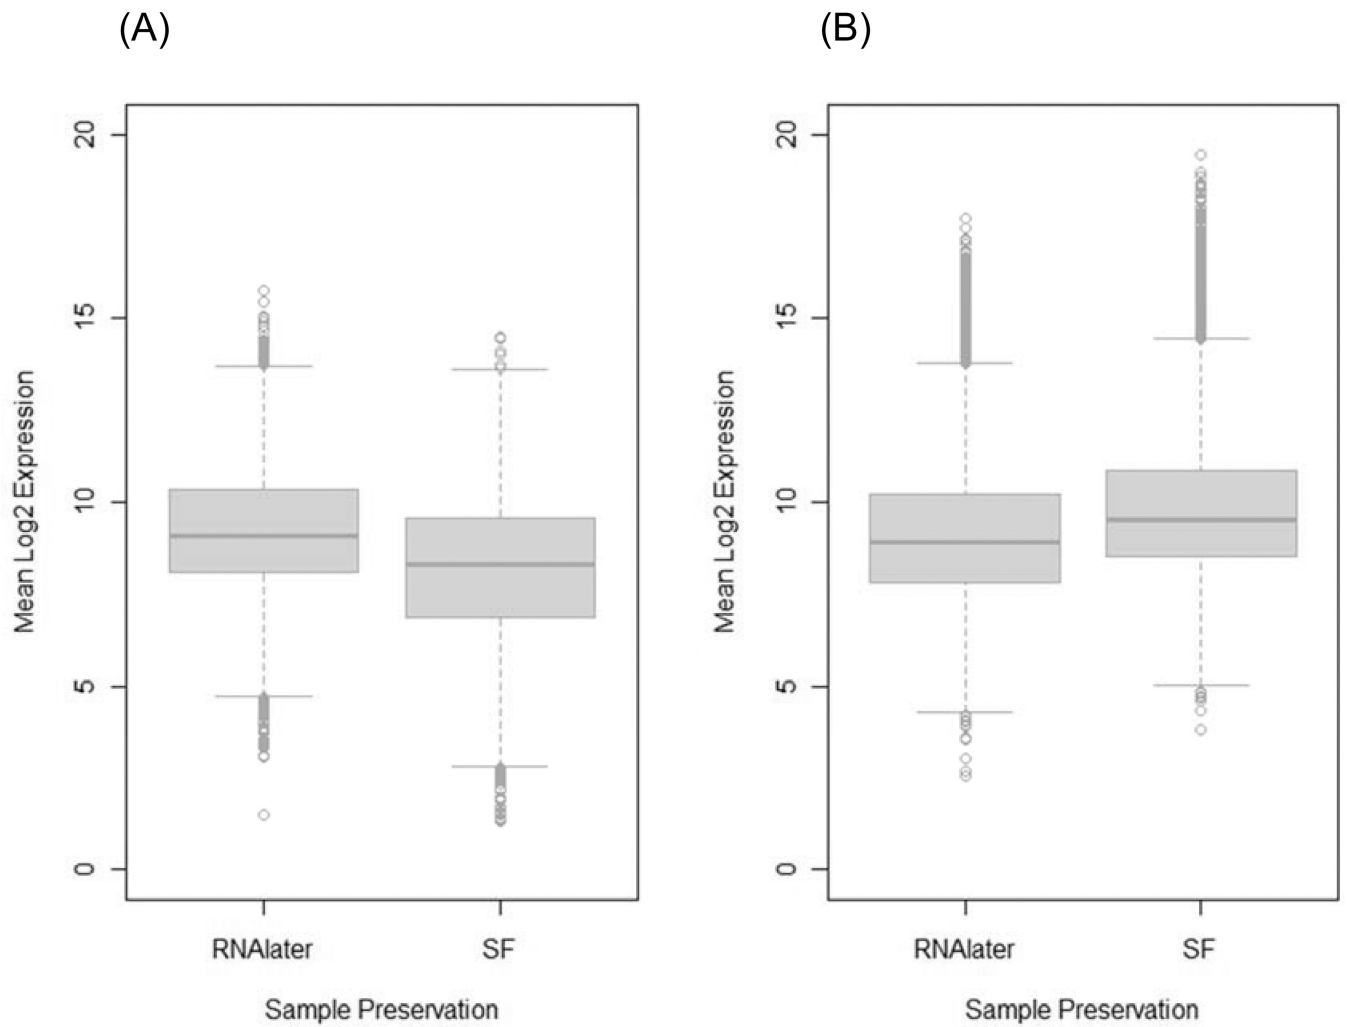 (A)
Mean Log2 Expression
20
15
10
5
0
RNAlater
SF
Sample Preservation
(B)
Mean Log2 Expression
20
15
10
5
0
RNAlater
SF
Sample Preservation